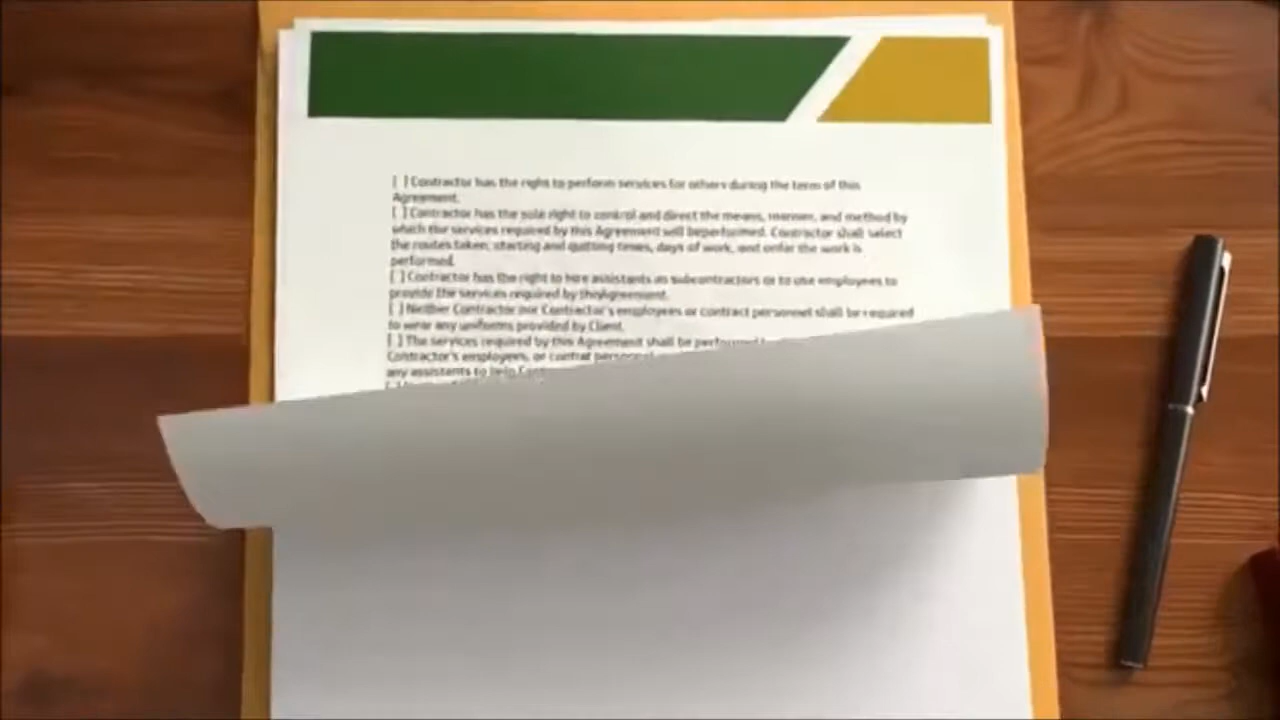 [ ] Contractor has the right to perform services for others during the term of this
Agreement.
[ ] Contractor has the sole right to control and direct the means, manner, and method by
which the services required by this Agreement will beperformed. Contractor shall select
the routes taken, starting and quitting times, days of work, and order the work is
performed.
[ ] Contractor has the right to hire assistants as subcontractors or to use employees to
provide the services required by thisAgreement.
[ ] Neither Contractor nor Contractor's employees or contract personnel shall be required
to wear any uniforms provided by Client.
[ ] The services required by this Agreement shall be performed
Contractor's employees, or
any assistants to help